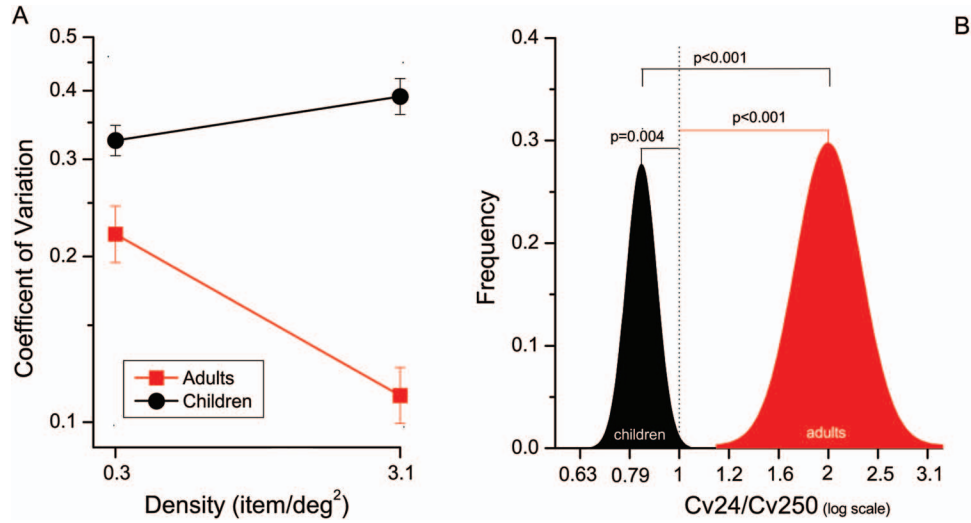 A
0.5
0.4
0.3
0.2
0.1
Coefficent of Variation
Adults
Children
0.3 3.1
Density (item/deg²)
B
0.4
0.3
0.2
0.1
0.0
Frequency
p<0.001
p<0.001
p=0.004
children
adults
0.63 0.79 1 1.2 1.6 2 2.5 3.1
Cv24/Cv250 (log scale)